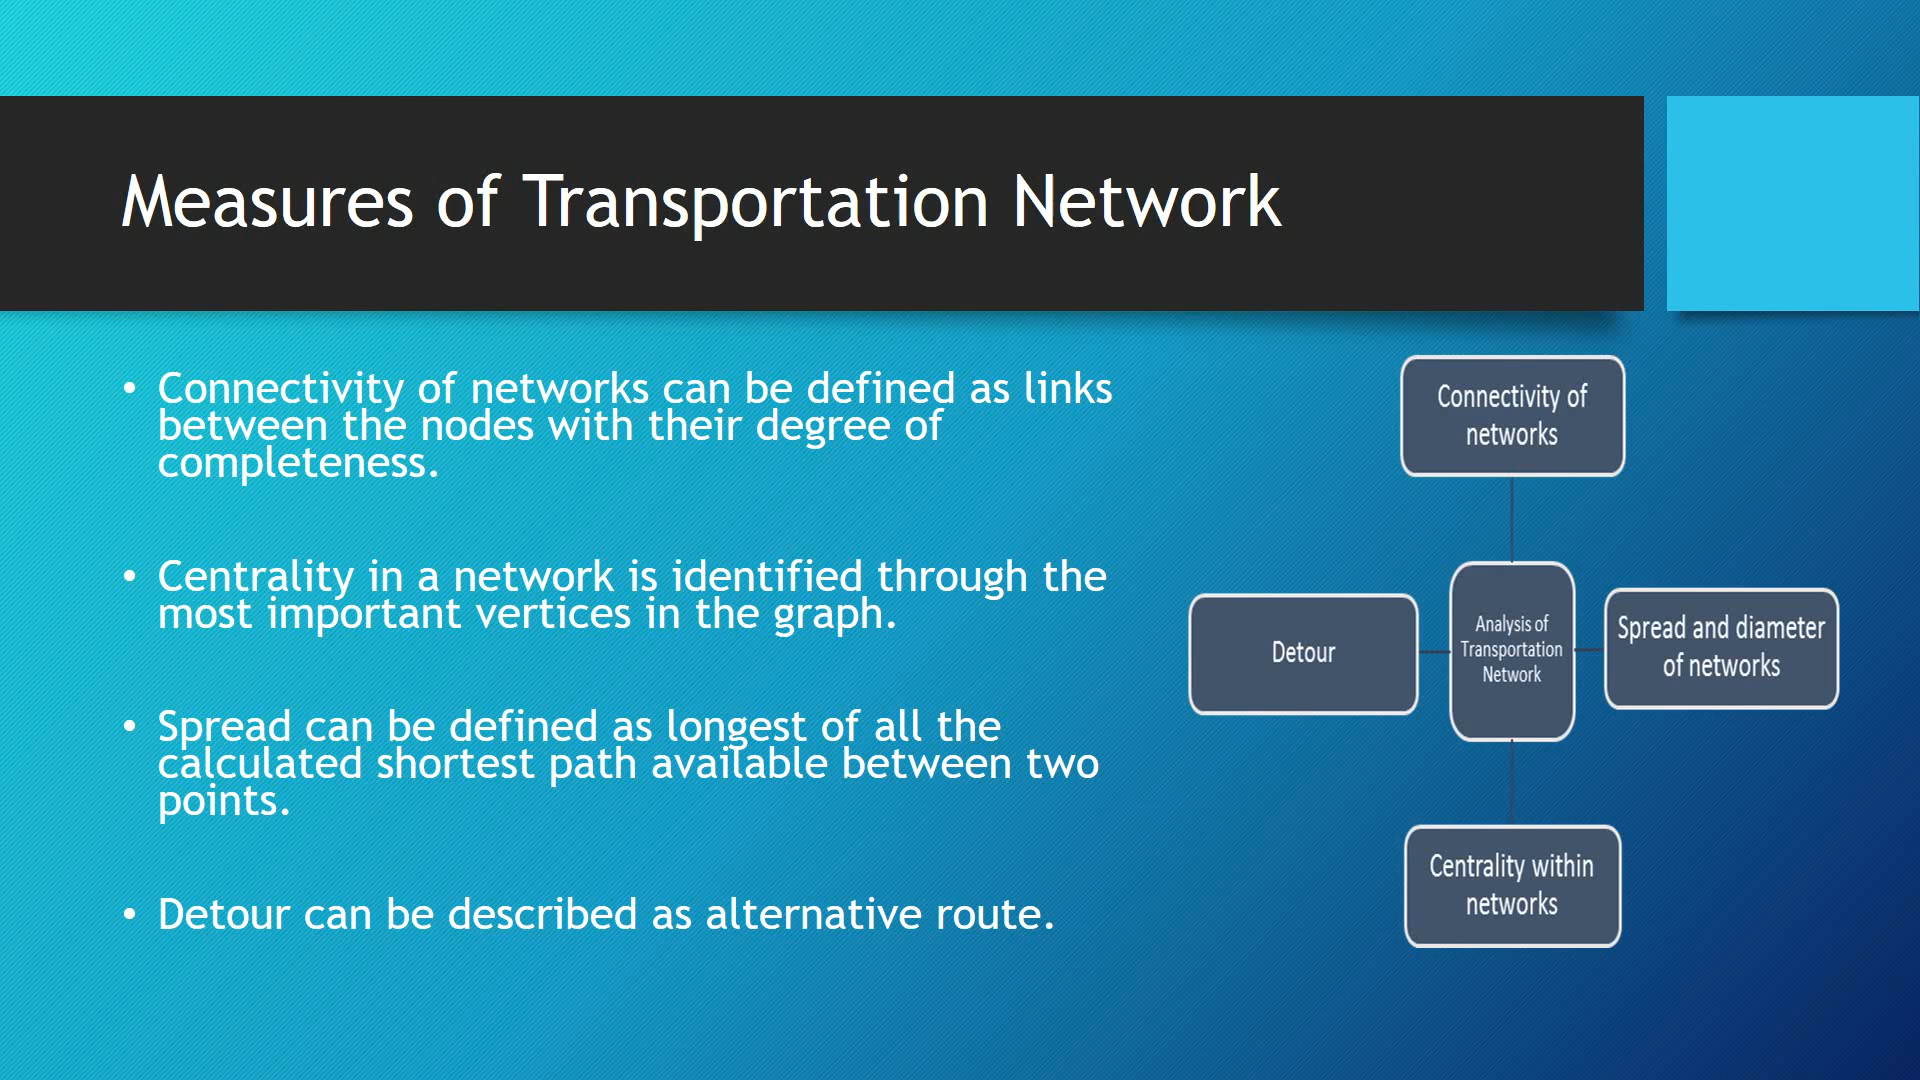 Measures of Transportation Network
• Connectivity of networks can be defined as links
between the nodes with their degree of
completeness.
• Centrality in a network is identified through the
most important vertices in the graph.
• Spread can be defined as longest of all the
calculated shortest path available between two
points.
• Detour can be described as alternative route.
Connectivity of
networks
Detour
Analysis of
Transportation
Network
Spread and diameter
of networks
Centrality within
networks